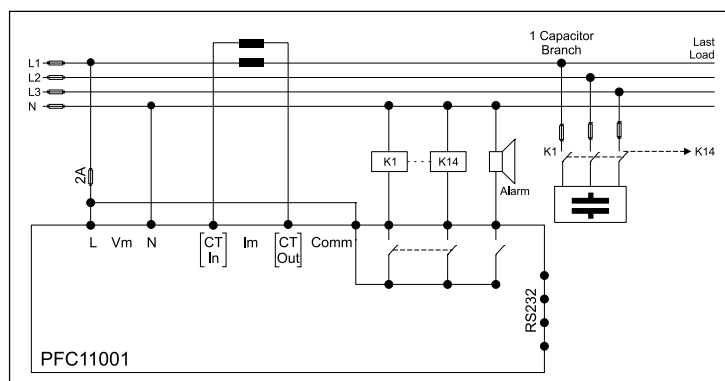 1 Capacitor
Branch
Last
Load
L1
L2
L3
N
2A
K1
K14
Alarm
K1
K14
L
Vm
N
CT
In
Im
CT
Out
Comm
RS232
PFC11001